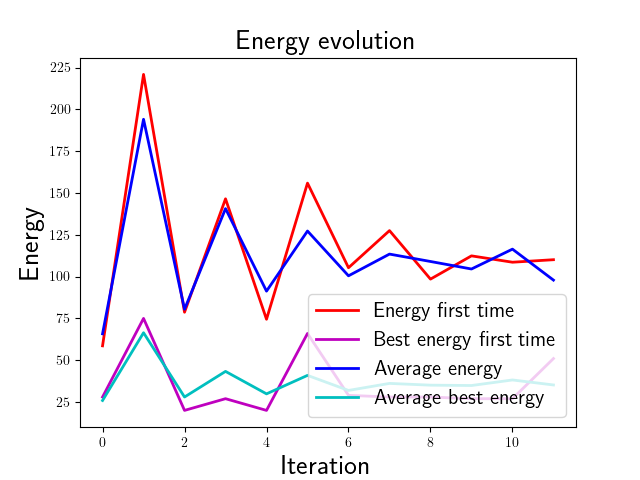 Energy evolution
Energy
225
200
175
150
125
100
75
50
25
Energy first time
Best energy first time
Average energy
Average best energy
0 2 4 6 8 10
Iteration